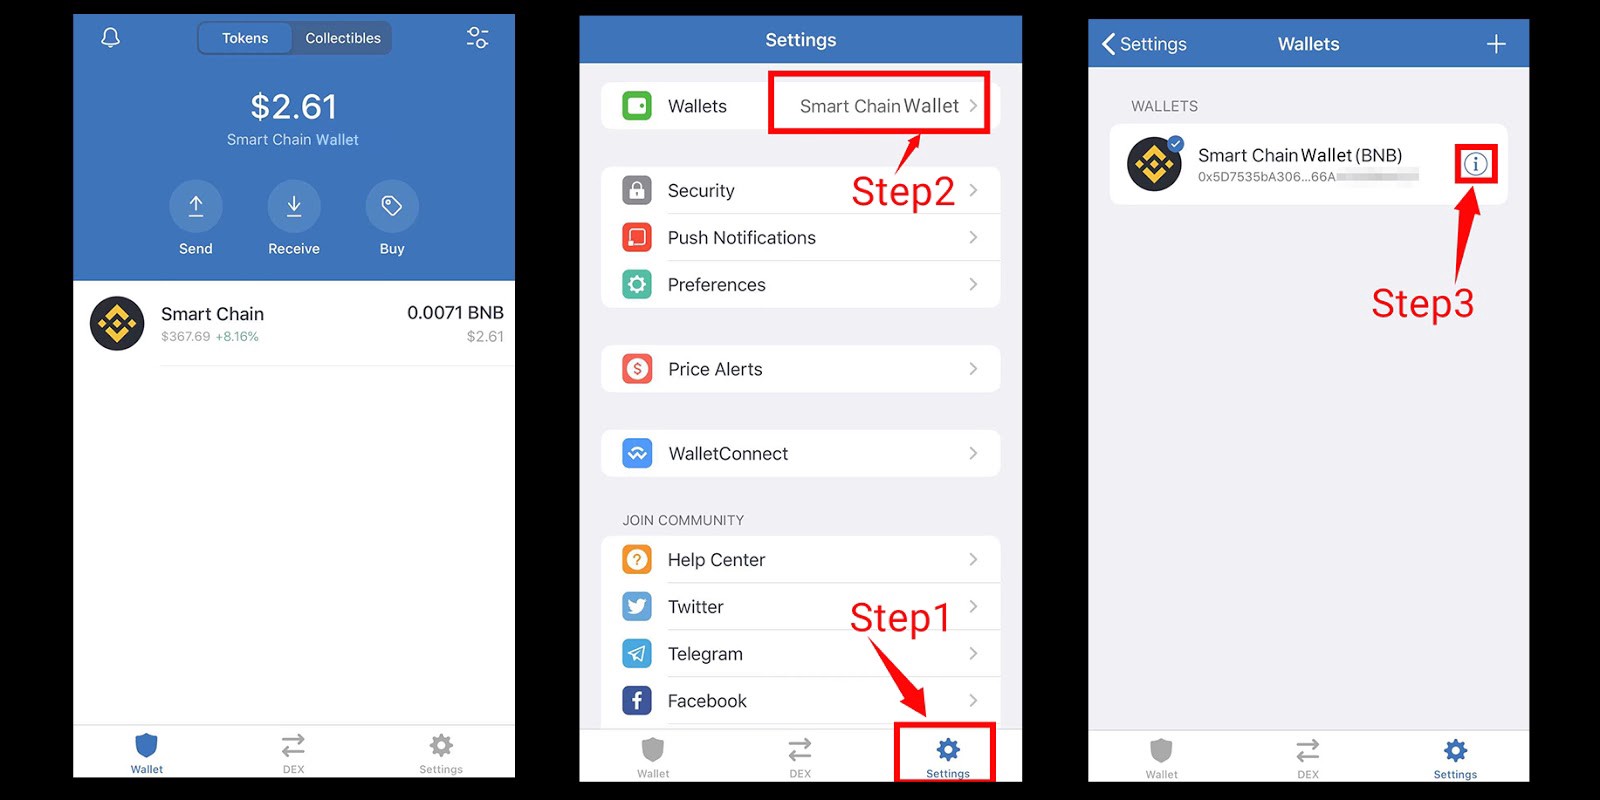 Tokens Collectibles
$2.61
Smart Chain Wallet
Send Receive Buy
Smart Chain 0.0071 BNB
$367.69 +8.16% $2.61
Wallet DEX Settings
Settings
Wallets Smart Chain Wallet
Step2
Security
Push Notifications
Preferences
Price Alerts
WalletConnect
JOIN COMMUNITY
Help Center
Twitter
Step1
Telegram
Facebook
Wallet DEX Settings
Settings Wallets
WALLETS
Smart Chain Wallet (BNB)
0x5D7535bA306...66A
Step3
Wallet DEX Settings